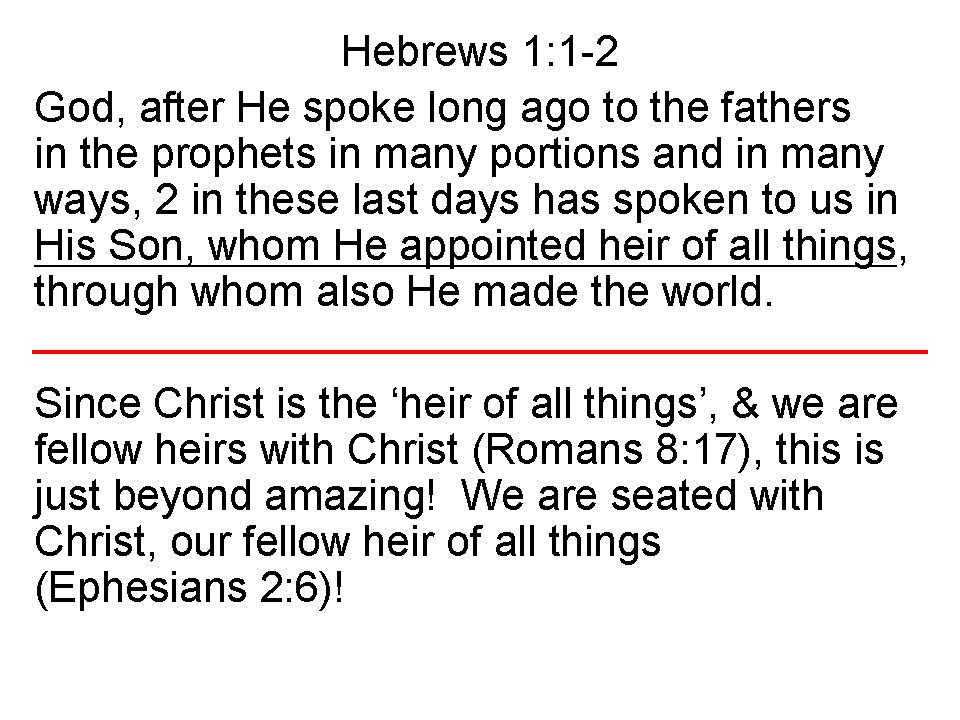 Hebrews 1:1-2
God, after He spoke long ago to the fathers
in the prophets in many portions and in many
ways, 2 in these last days has spoken to us in
His Son, whom He appointed heir of all things,
through whom also He made the world.
Since Christ is the ‘heir of all things’, & we are
fellow heirs with Christ (Romans 8:17), this is
just beyond amazing!  We are seated with
Christ, our fellow heir of all things
(Ephesians 2:6)!